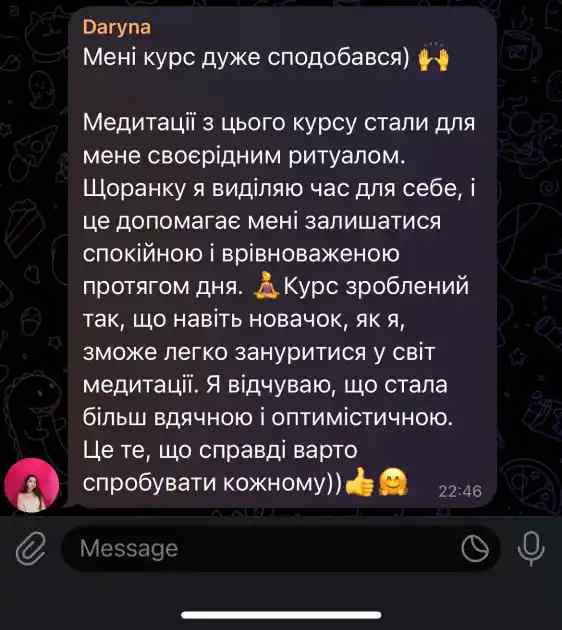 Daryna
Мені курс дуже сподобався) 🙌
Медитації з цього курсу стали для
мене своєрідним ритуалом.
Щоранку я виділяю час для себе, і
це допомагає мені залишатися
спокійною і врівноваженою
протягом дня. 🧘‍♀️Курс зроблений
так, що навіть новачок, як я,
зможе легко зануритися у світ
медитації. Я відчуваю, що стала
більш вдячною і оптимістичною.
Це те, що справді варто
спробувати кожному))👍🤗
22:46
Message